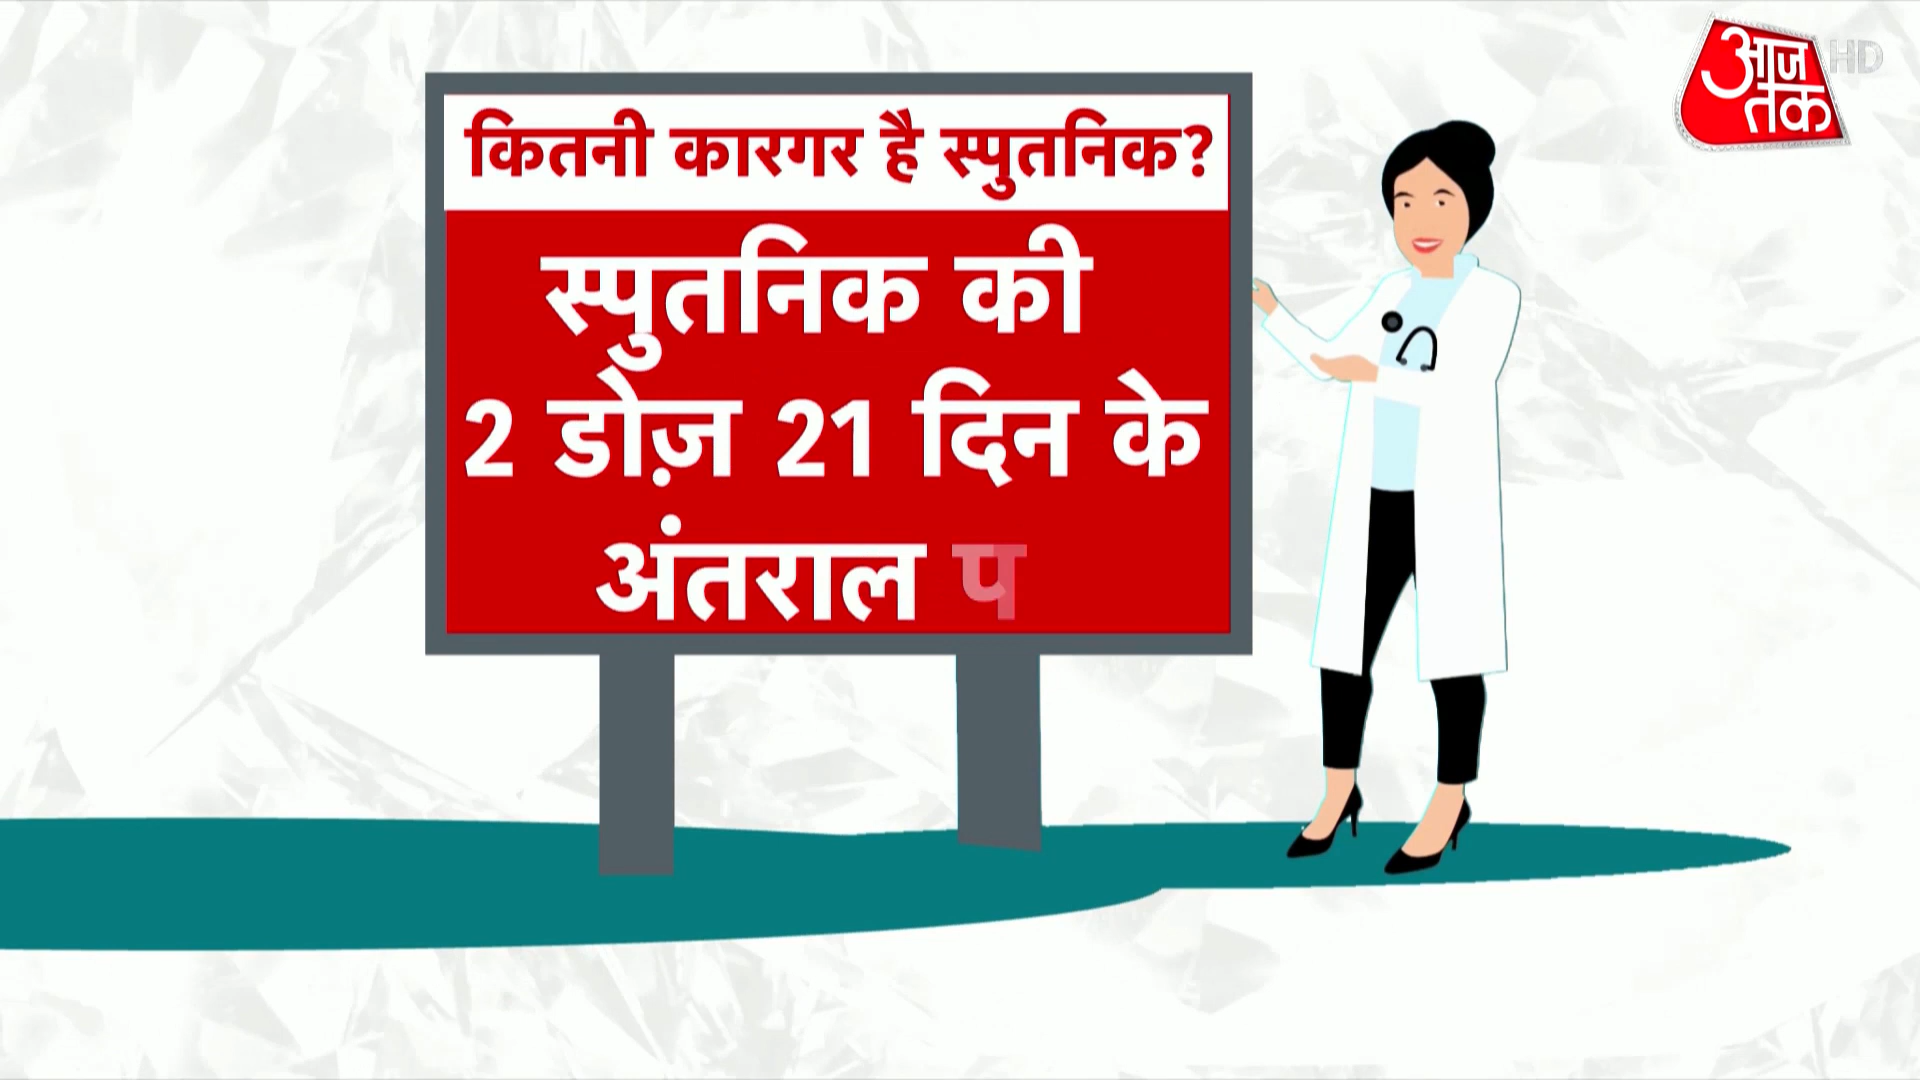 आज तक HD
कितनी कारगर है स्पुतनिक?
स्पुतनिक की
2 डोज़ 21 दिन के
अंतराल प